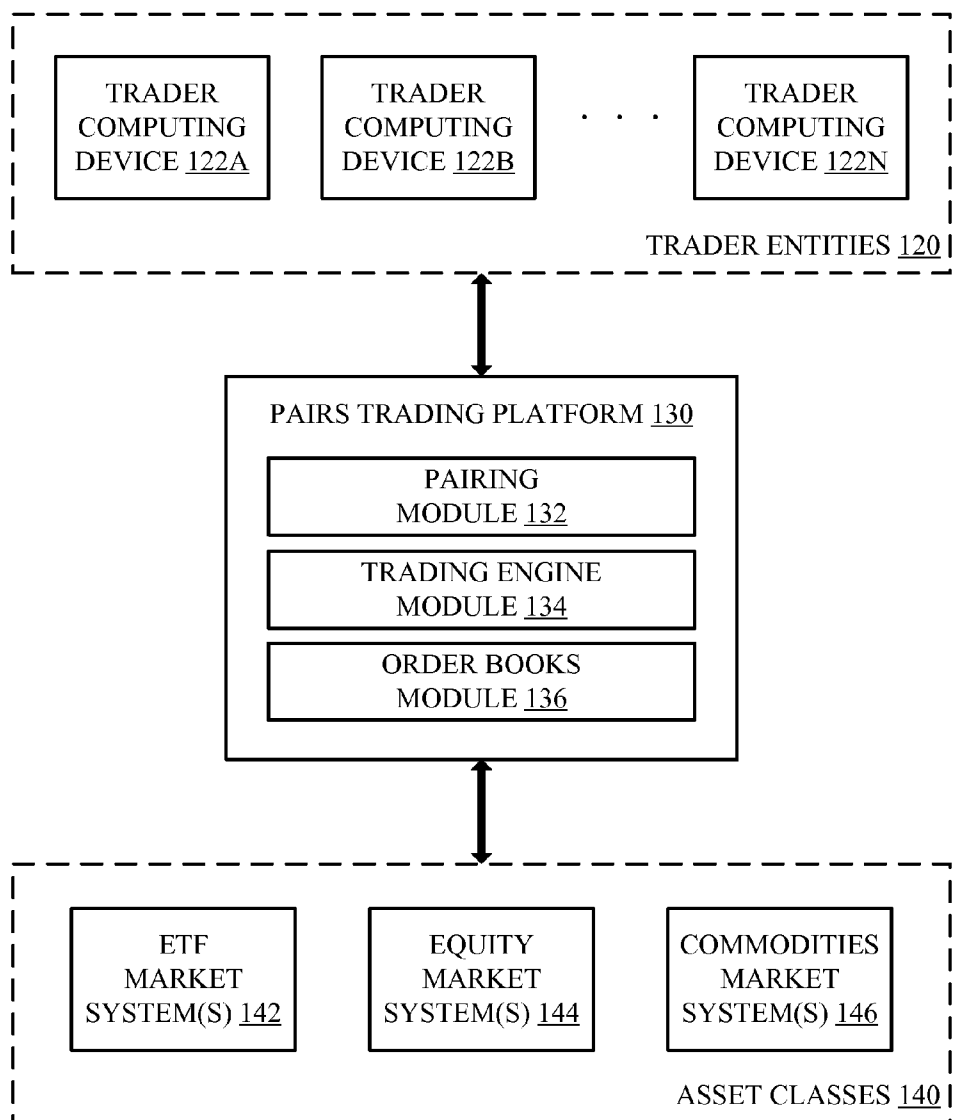 TRADER
COMPUTING
DEVICE 122A
TRADER
COMPUTING
DEVICE 122B
. . .
TRADER
COMPUTING
DEVICE 122N
TRADER ENTITIES 120
PAIRS TRADING PLATFORM 130
PAIRING
MODULE 132
TRADING ENGINE
MODULE 134
ORDER BOOKS
MODULE 136
ETF
MARKET
SYSTEM(S) 142
EQUITY
MARKET
SYSTEM(S) 144
COMMODITIES
MARKET
SYSTEM(S) 146
ASSET CLASSES 140